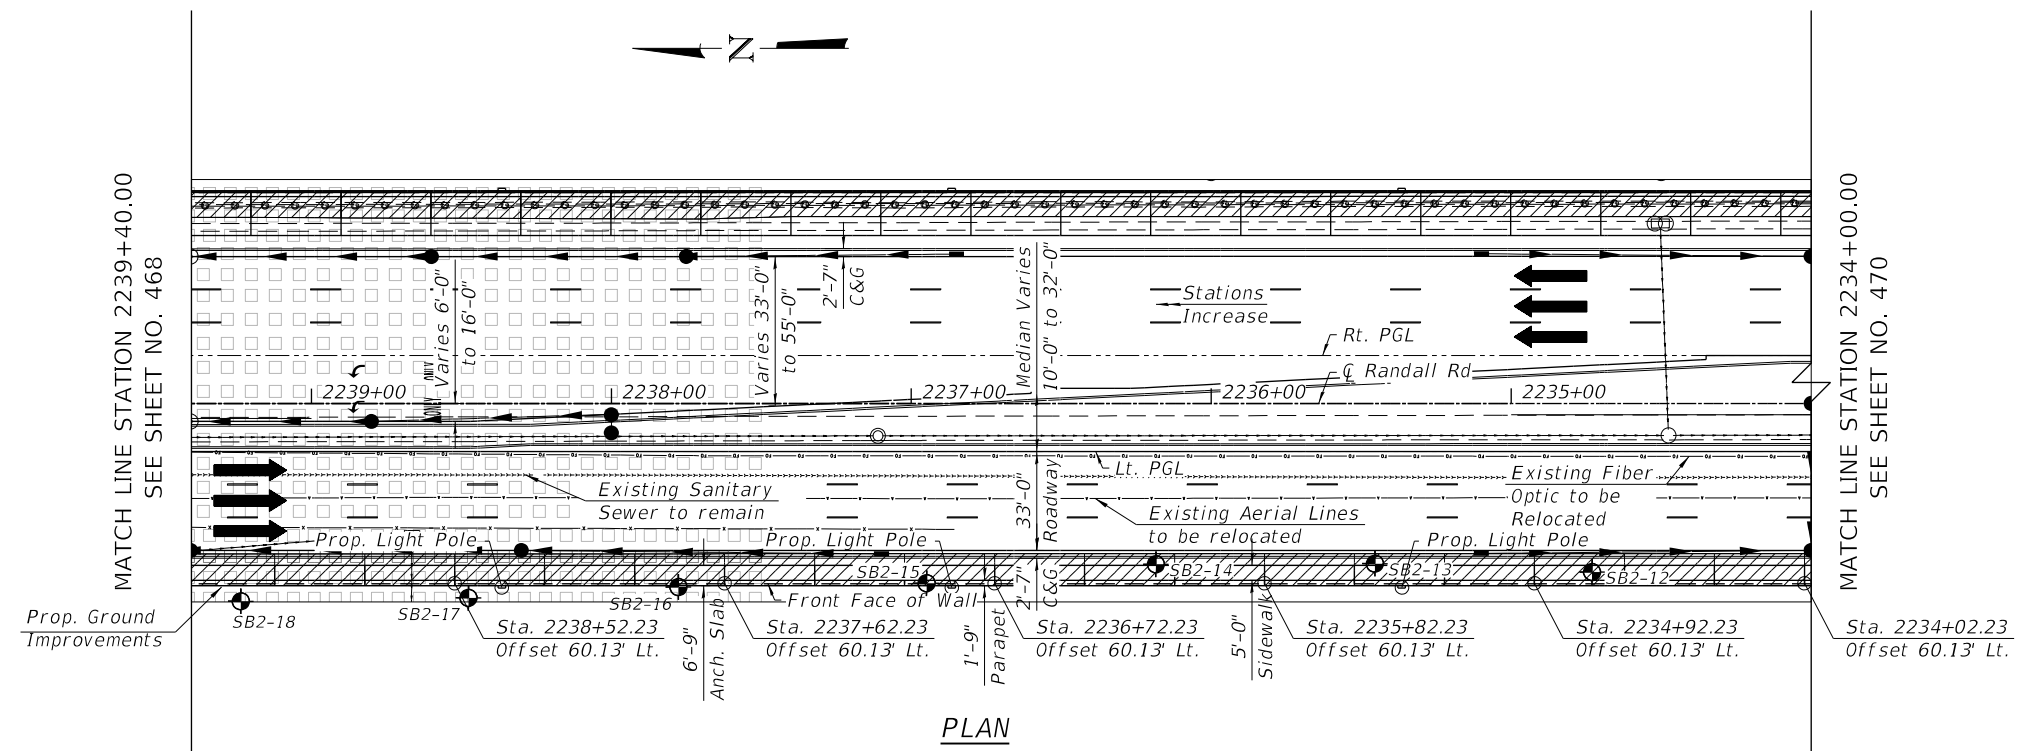 N
MATCH LINE STATION 2239+40.00
SEE SHEET NO. 468
MATCH LINE STATION 2234+00.00
SEE SHEET NO. 470
Varies 6'-0"
to 16'-0"
Varies 33'-0"
to 55'-0"
2'-7"
C&G
Median Varies
10'-0" to 32'-0"
Stations
Increase
Rt. PGL
℄ Randall Rd
2239+00
2238+00
2237+00
2236+00
2235+00
ONLY
Lt. PGL
33'-0"
Roadway
Existing Sanitary
Sewer to remain
Existing Aerial Lines
to be relocated
Existing Fiber
Optic to be
Relocated
Prop. Light Pole
Prop. Light Pole
Prop. Light Pole
SB2-18
SB2-17
SB2-16
SB2-15
SB2-14
SB2-13
SB2-12
Front Face of Wall
2'-7"
C&G
Prop. Ground
Improvements
6'-9"
Anch. Slab
1'-9"
Parapet
5'-0"
Sidewalk
Sta. 2238+52.23
Offset 60.13' Lt.
Sta. 2237+62.23
Offset 60.13' Lt.
Sta. 2236+72.23
Offset 60.13' Lt.
Sta. 2235+82.23
Offset 60.13' Lt.
Sta. 2234+92.23
Offset 60.13' Lt.
Sta. 2234+02.23
Offset 60.13' Lt.
PLAN